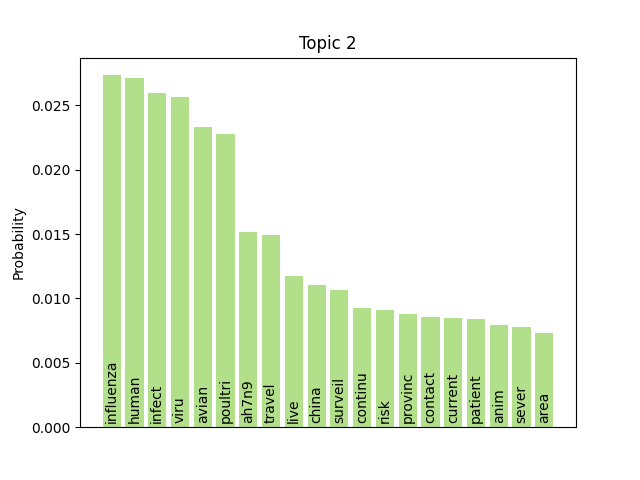 Topic 2
Probability
0.025
0.020
0.015
0.010
0.005
0.000
influenza
human
infect
viru
avian
poultri
ah7n9
travel
live
china
surveil
continu
risk
provinc
contact
current
patient
anim
sever
area